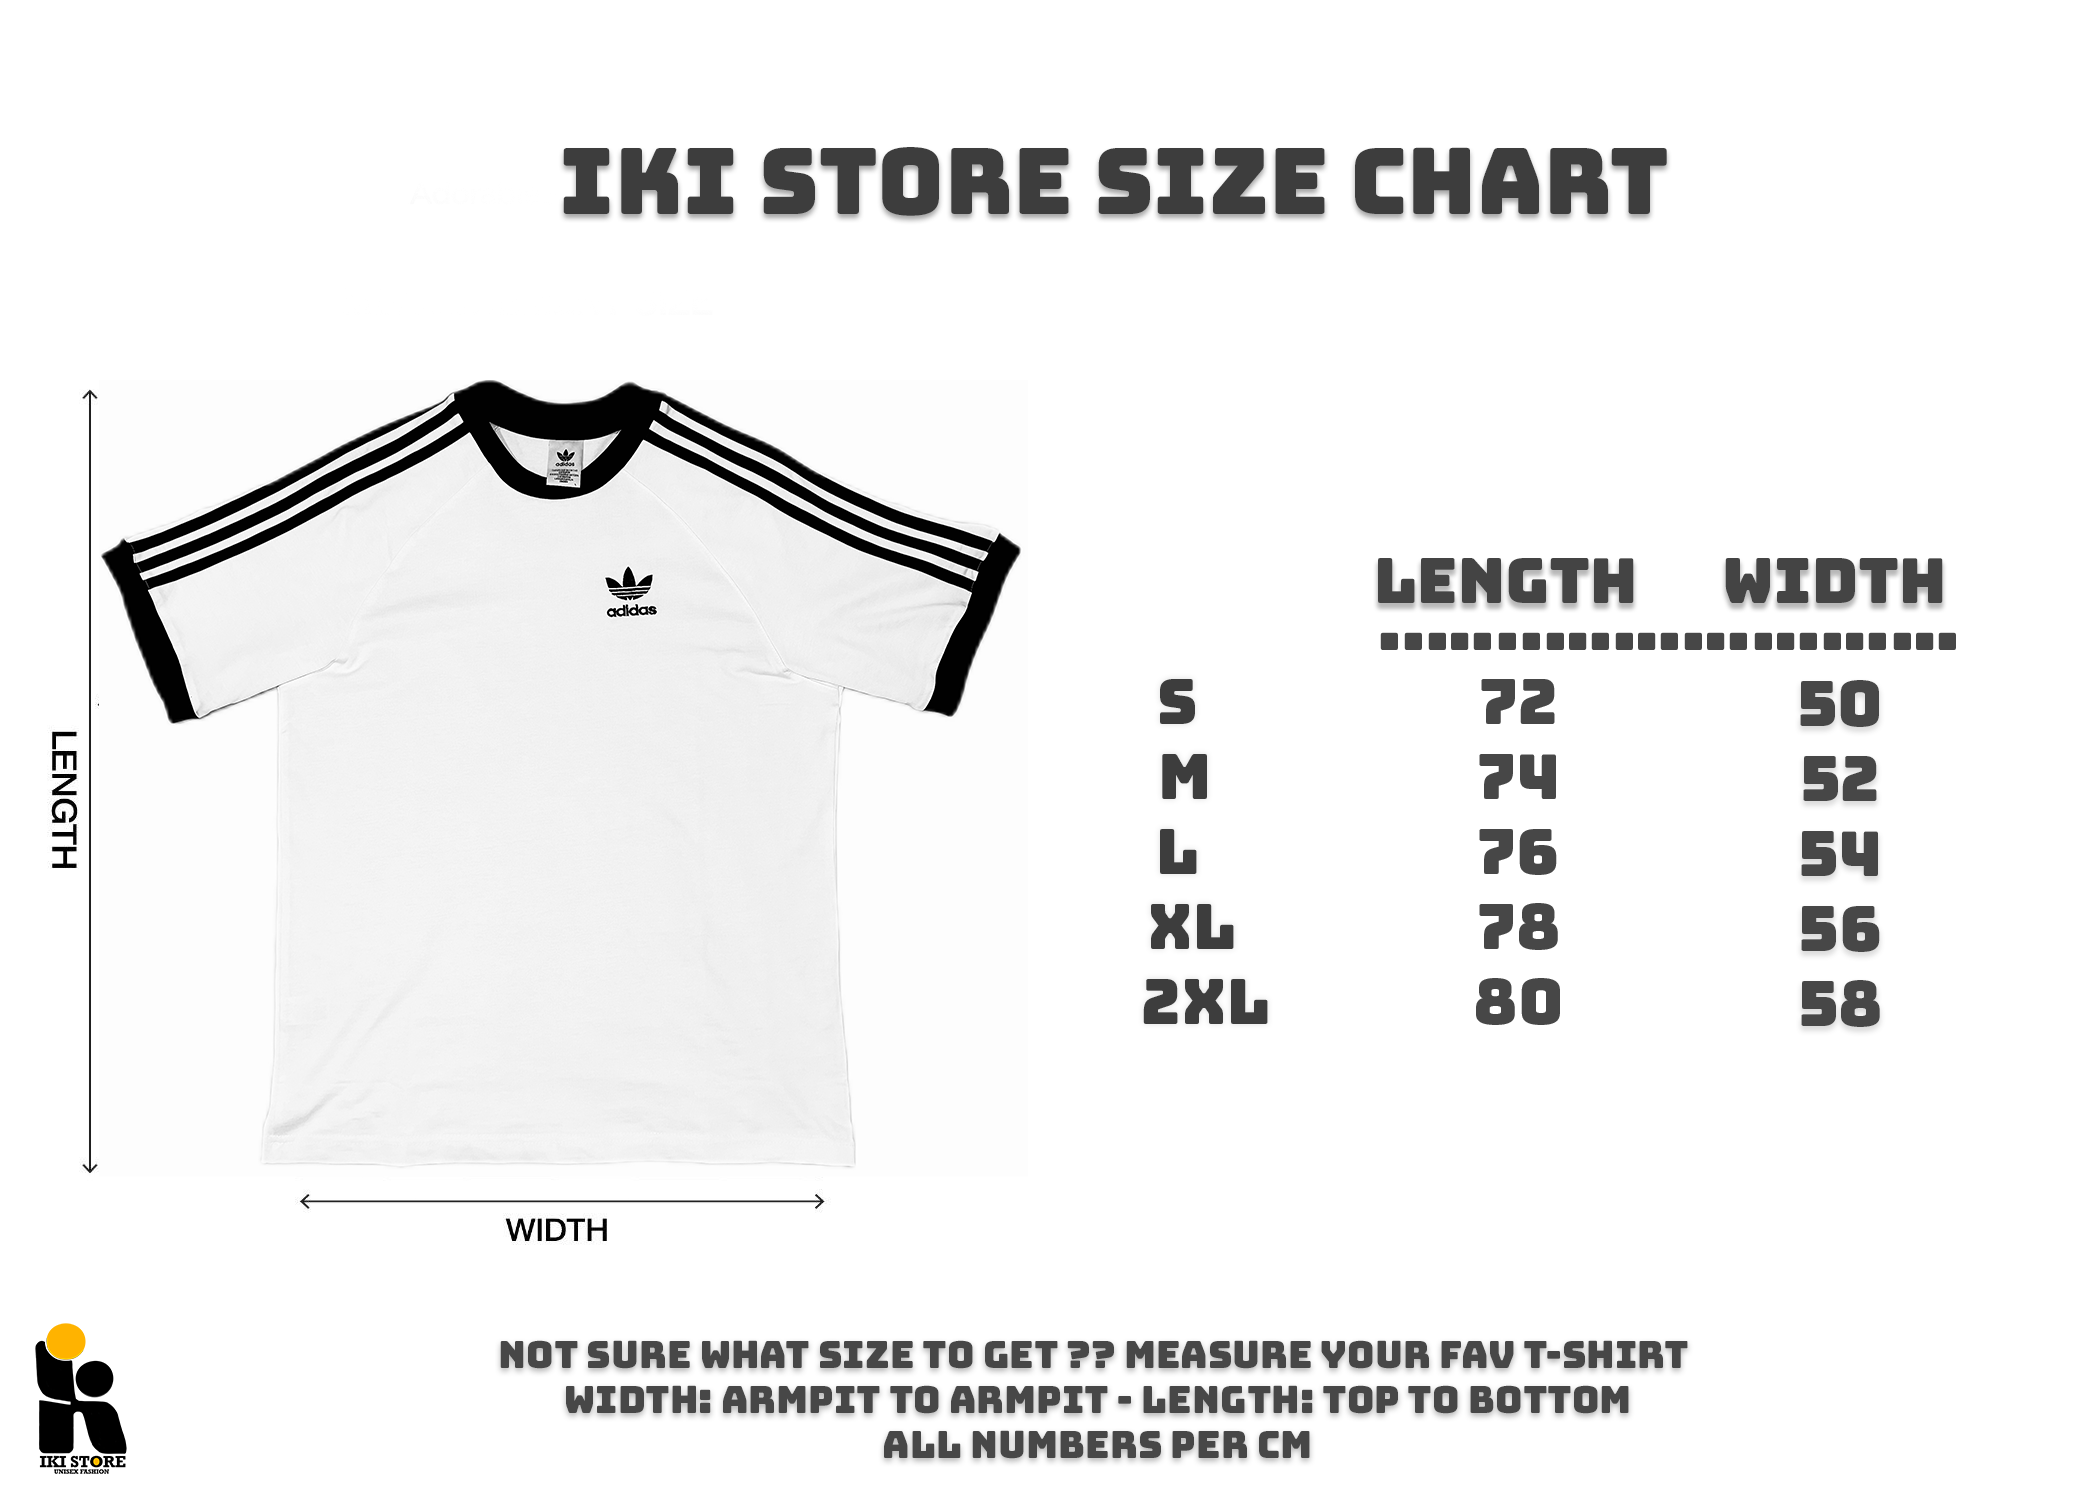 IKI STORE SIZE CHART
adidas
adidas
LENGTH
WIDTH
LENGTH WIDTH
S 72 50
M 74 52
L 76 54
XL 78 56
2XL 80 58
NOT SURE WHAT SIZE TO GET ?? MEASURE YOUR FAV T-SHIRT
WIDTH: ARMPIT TO ARMPIT - LENGTH: TOP TO BOTTOM
ALL NUMBERS PER CM
IKI STORE
UNISEX FASHION